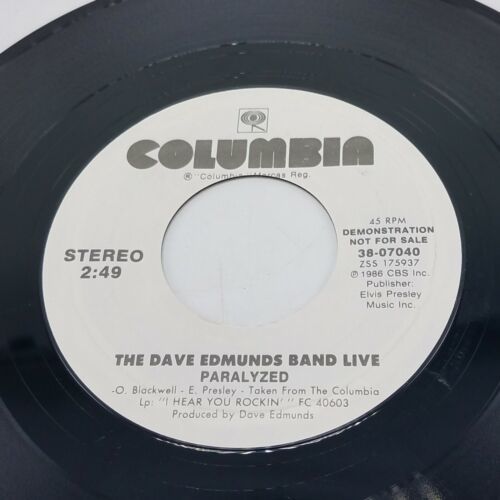 COLUMBIA
® "Columbia" Marcas Reg.
STEREO
2:49
45 RPM
DEMONSTRATION
NOT FOR SALE
38-07040
ZSS 175937
℗ 1986 CBS Inc.
Publisher:
Elvis Presley
Music Inc.
THE DAVE EDMUNDS BAND LIVE
PARALYZED
-O. Blackwell - E. Presley - Taken From The Columbia
Lp: "I HEAR YOU ROCKIN' " FC 40603
Produced by Dave Edmunds.